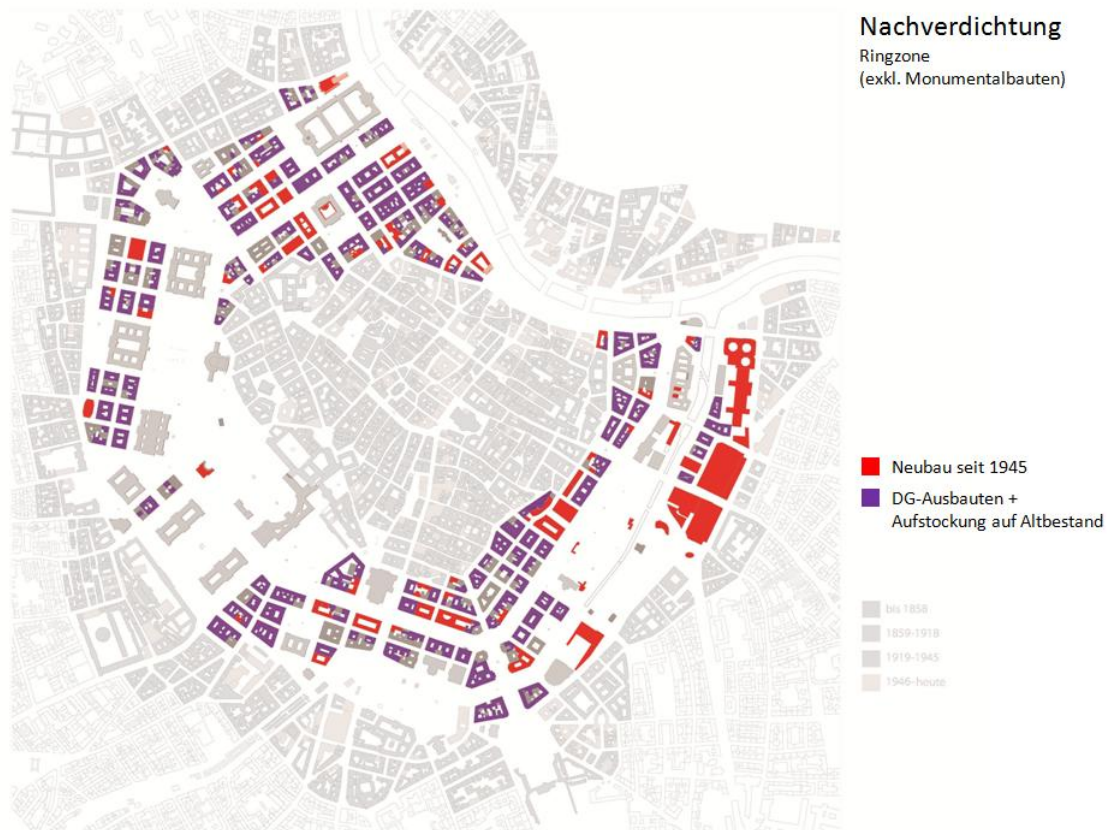 Nachverdichtung
Ringzone
(exkl. Monumentalbauten)
Neubau seit 1945
DG-Ausbauten +
Aufstockung auf Altbestand
bis 1858
1859-1918
1919-1945
1946-heute